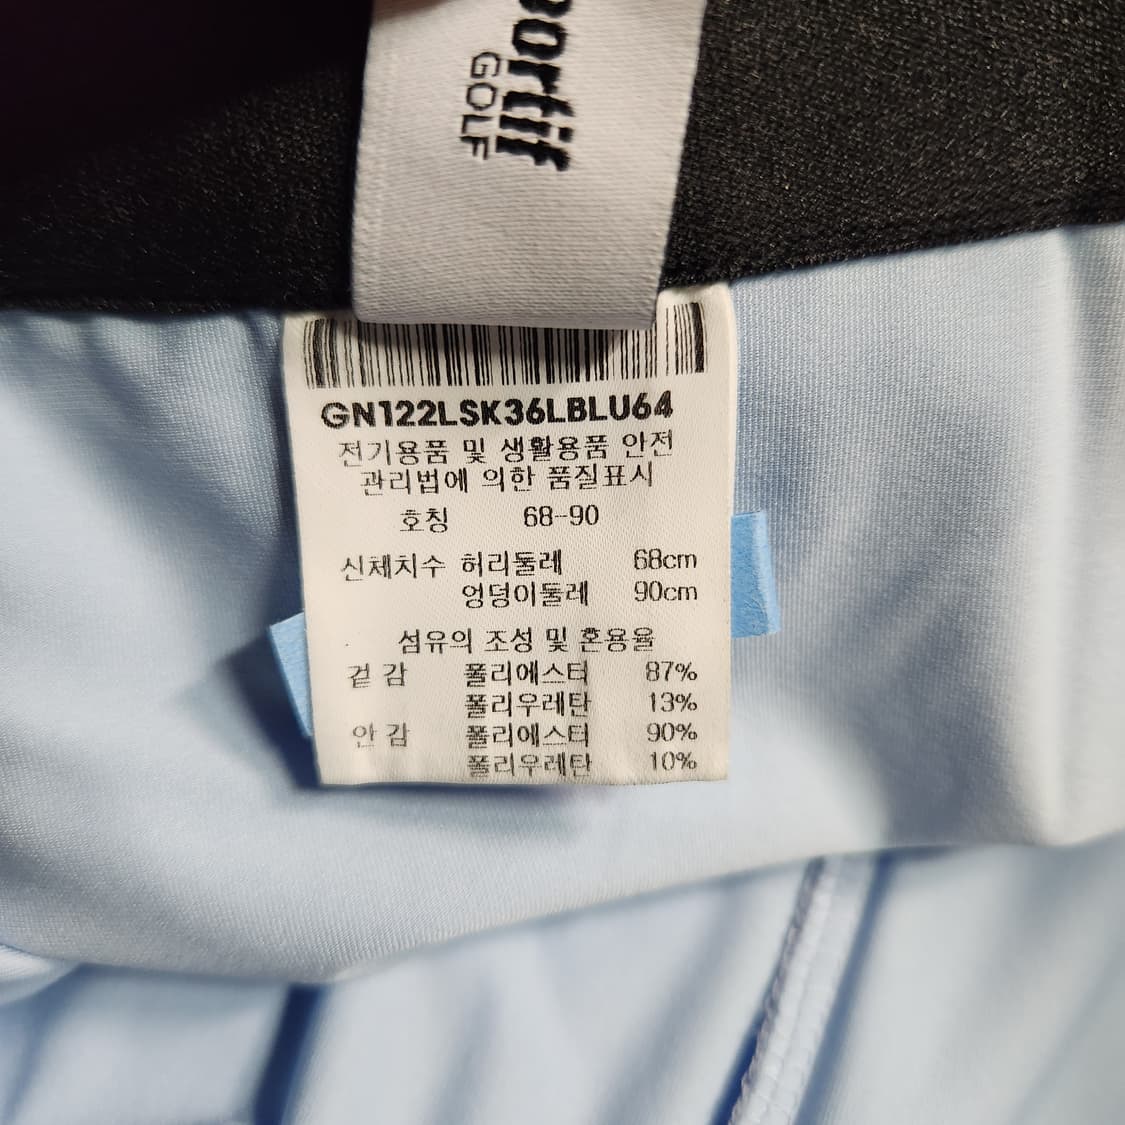 GOLF
GN122LSK36LBLU64
전기용품 및 생활용품 안전
관리법에 의한 품질표시
호칭 68-90
신체치수 허리둘레 68cm
엉덩이둘레 90cm
섬유의 조성 및 혼용율
겉감 폴리에스터 87%
폴리우레탄 13%
안감 폴리에스터 90%
폴리우레탄 10%